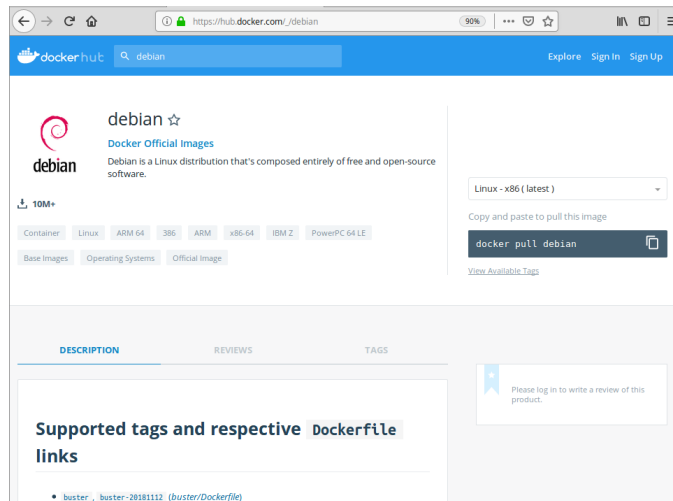 https://hub.docker.com/_/debian
90%
dockerhub
debian
Explore Sign In Sign Up
debian
debian
Docker Official Images
Debian is a Linux distribution that's composed entirely of free and open-source
software.
10M+
Container Linux ARM 64 386 ARM x86-64 IBM Z PowerPC 64 LE
Base Images Operating Systems Official Image
Linux - x86 ( latest )
Copy and paste to pull this image
docker pull debian
View Available Tags
DESCRIPTION REVIEWS TAGS
Please log in to write a review of this
product.
Supported tags and respective Dockerfile
links
buster, buster-20181112 (buster/Dockerfile)